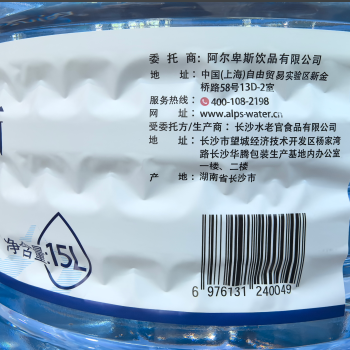 委 托 商: 阿尔卑斯饮品有限公司
地 址: 中国(上海)自由贸易实验区新金
桥路58号13D-2室
服务热线: 400-108-2198
网 址: www.alps-water.cn
受委托方/生产商: 长沙水老官食品有限公司
地 址: 长沙市望城经济技术开发区杨家湾
路长沙华腾包装生产基地内办公室
一楼、二楼
产 地: 湖南省长沙市
净含量: 15L
6 976131 240049